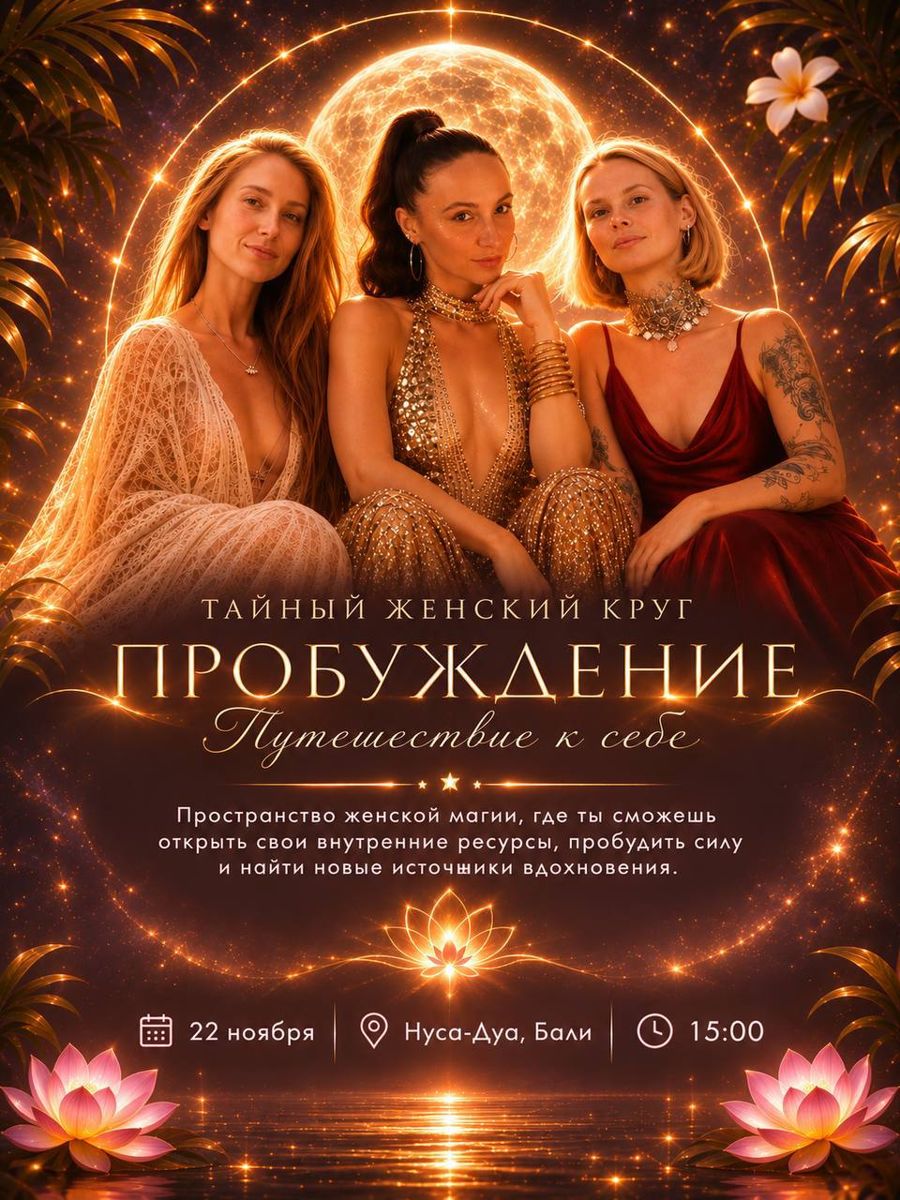 ТАЙНЫЙ ЖЕНСКИЙ КРУГ
ПРОБУЖДЕНИЕ
Путешествие к себе
Пространство женской магии, где ты сможешь
открыть свои внутренние ресурсы, пробудить силу
и найти новые источники вдохновения.
22 ноября
Нуса-Дуа, Бали
15:00